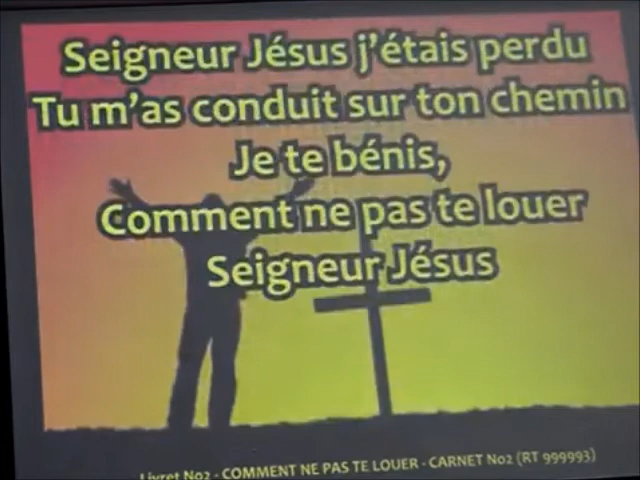 Seigneur Jésus j'étais perdu
Tu m'as conduit sur ton chemin
Je te bénis,
Comment ne pas te louer
Seigneur Jésus
Livret No2 - COMMENT NE PAS TE LOUER - CARNET No2 (RT 999993)